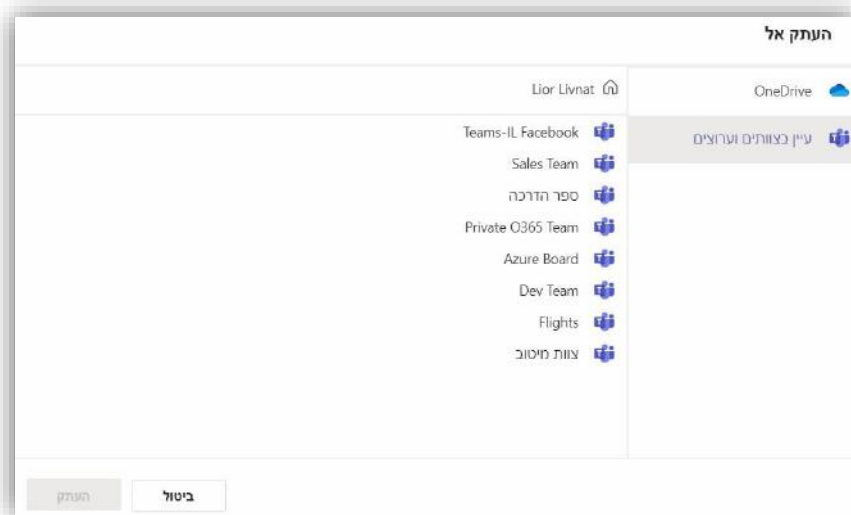 העתק אל
OneDrive
עיין בצוותים וערוצים
Lior Livnat
Teams-IL Facebook
Sales Team
ספר הדרכה
Private O365 Team
Azure Board
Dev Team
Flights
צוות מיטוב
ביטול
העתק